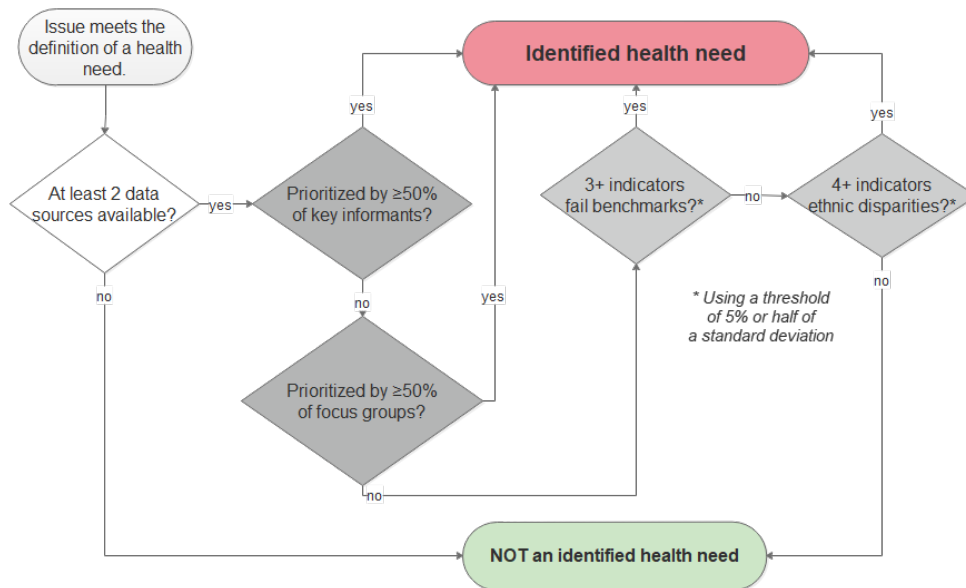 Issue meets the
definition of a health
need.
Identified health need
yes
yes
yes
At least 2 data
sources available?
yes
Prioritized by ≥50%
of key informants?
3+ indicators
fail benchmarks?*
no
4+ indicators
ethnic disparities?*
no
no
yes
no
* Using a threshold
of 5% or half of
a standard deviation
Prioritized by ≥50%
of focus groups?
no
NOT an identified health need